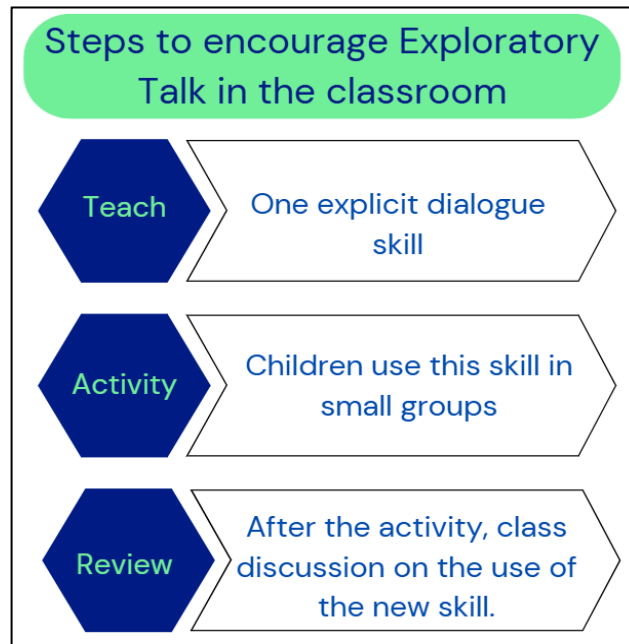 Steps to encourage Exploratory
Talk in the classroom
Teach
One explicit dialogue
skill
Activity
Children use this skill in
small groups
Review
After the activity, class
discussion on the use of
the new skill.